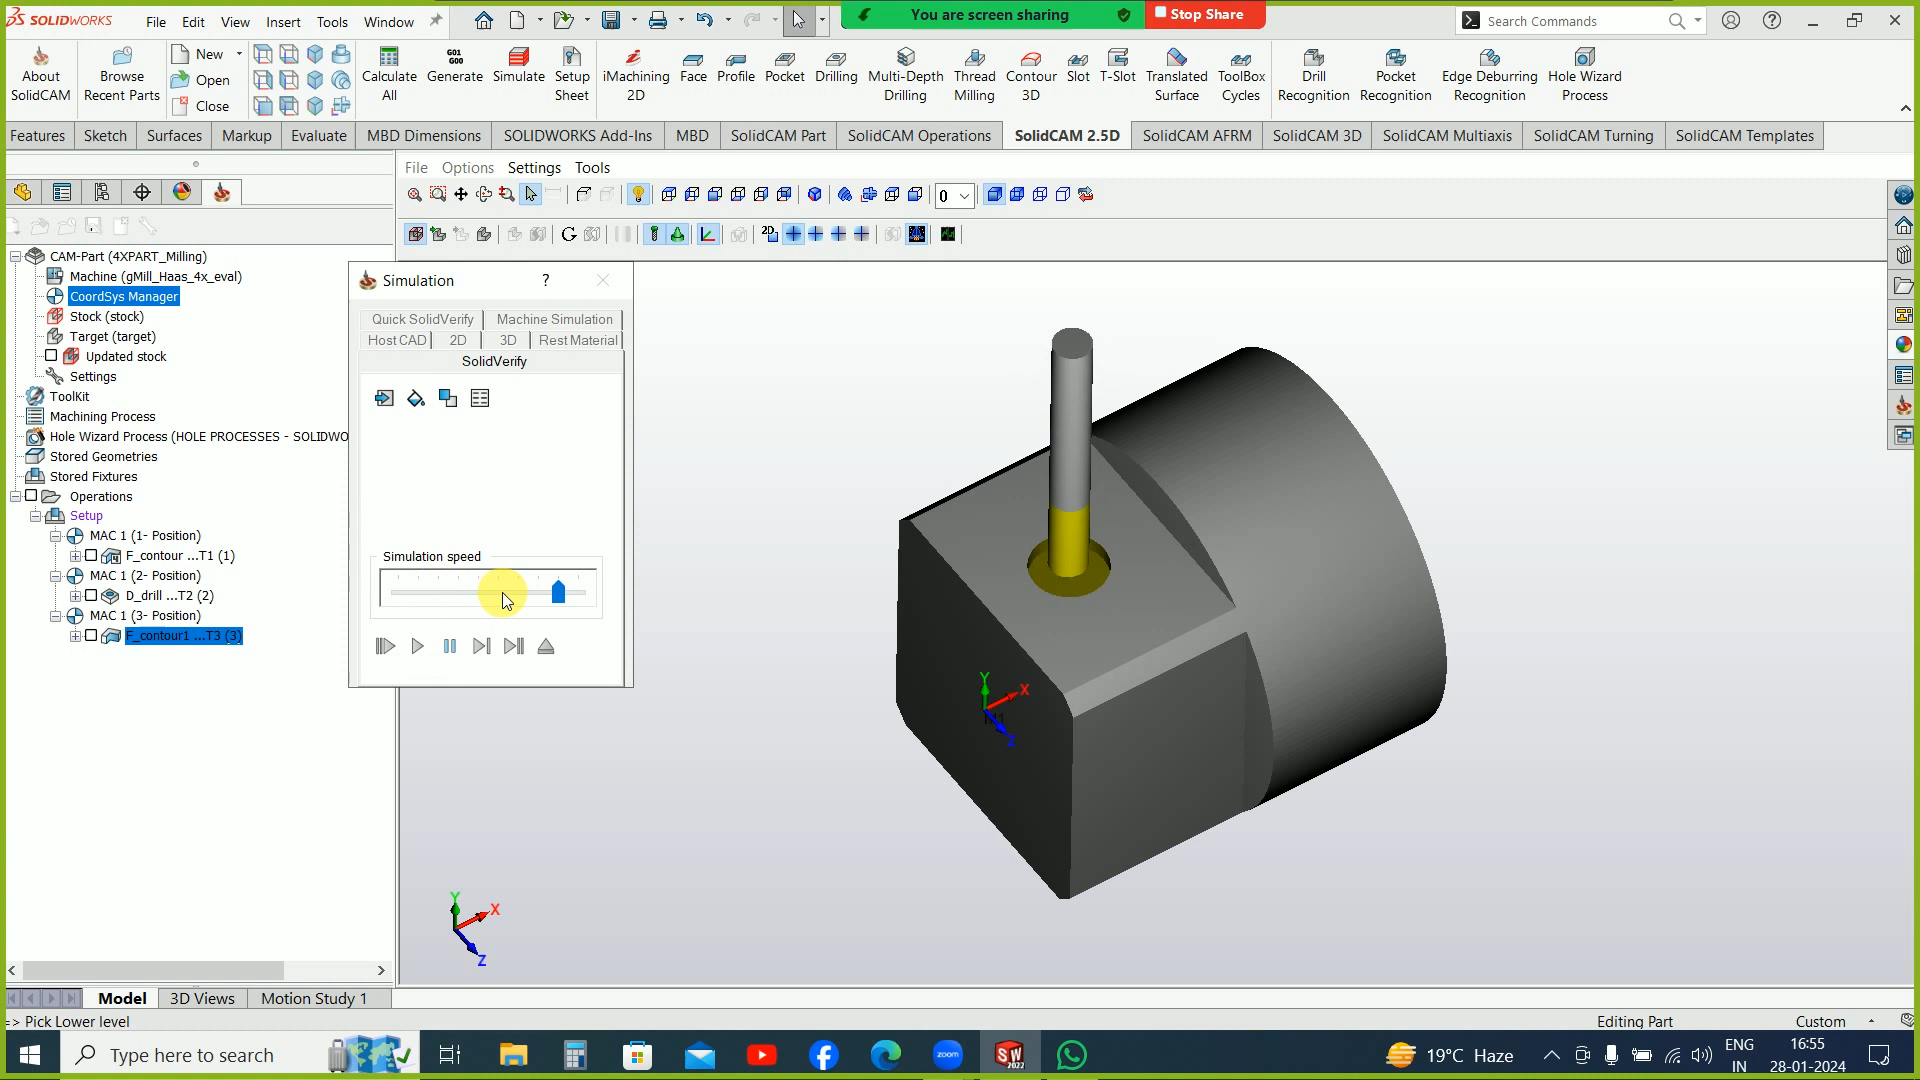 SOLIDWORKS File Edit View Insert Tools Window
You are screen sharing Stop Share
Search Commands
About SolidCAM
Browse Recent Parts
New
Open
Close
Calculate All
G01 G00
Generate
Simulate
Setup Sheet
iMachining 2D
Face
Profile
Pocket
Drilling
Multi-Depth Drilling
Thread Milling
Contour 3D
Slot
T-Slot
Translated Surface
ToolBox Cycles
Drill Recognition
Pocket Recognition
Edge Deburring Recognition
Hole Wizard Process
Features Sketch Surfaces Markup Evaluate MBD Dimensions SOLIDWORKS Add-Ins MBD SolidCAM Part SolidCAM Operations SolidCAM 2.5D SolidCAM AFRM SolidCAM 3D SolidCAM Multiaxis SolidCAM Turning SolidCAM Templates
File Options Settings Tools
0
2D
CAM-Part (4XPART_Milling)
Machine (gMill_Haas_4x_eval)
CoordSys Manager
Stock (stock)
Target (target)
Updated stock
Settings
ToolKit
Machining Process
Hole Wizard Process (HOLE PROCESSES - SOLIDWO
Stored Geometries
Stored Fixtures
Operations
Setup
MAC 1 (1- Position)
F_contour ...T1 (1)
MAC 1 (2- Position)
D_drill ...T2 (2)
MAC 1 (3- Position)
F_contour1 ...T3 (3)
Simulation ?
Quick SolidVerify Machine Simulation
Host CAD 2D 3D Rest Material
SolidVerify
Simulation speed
Y X Z
Y X Z
Model 3D Views Motion Study 1
=> Pick Lower level
Editing Part Custom
Type here to search
zoom
SW 2022
19°C Haze
ENG IN
16:55
28-01-2024